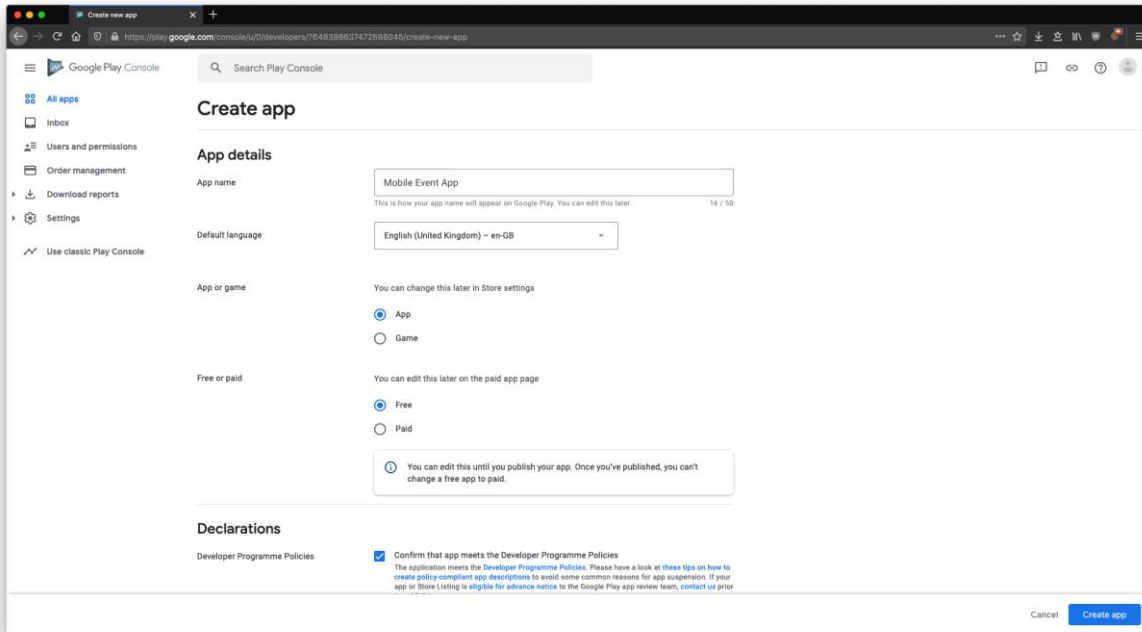 Create new app
https://play.google.com/console/u/0/developers/7648386637472888045/create-new-app
Google Play Console
Search Play Console
All apps
Inbox
Users and permissions
Order management
Download reports
Settings
Use classic Play Console
Create app
App details
App name
Mobile Event App
This is how your app name will appear on Google Play. You can edit this later
16 / 50
Default language
English (United Kingdom) – en-GB
App or game
You can change this later in Store settings
App
Game
Free or paid
You can edit this later on the paid app page
Free
Paid
You can edit this until you publish your app. Once you've published, you can't
change a free app to paid.
Declarations
Developer Programme Policies
Confirm that app meets the Developer Programme Policies
The application meets the Developer Programme Policies. Please have a look at these tips on how to
create policy-compliant app descriptions to avoid some common reasons for app suspension. If your
app or Store Listing is eligible for advance notice to the Google Play app review team, contact us prior
Cancel
Create app